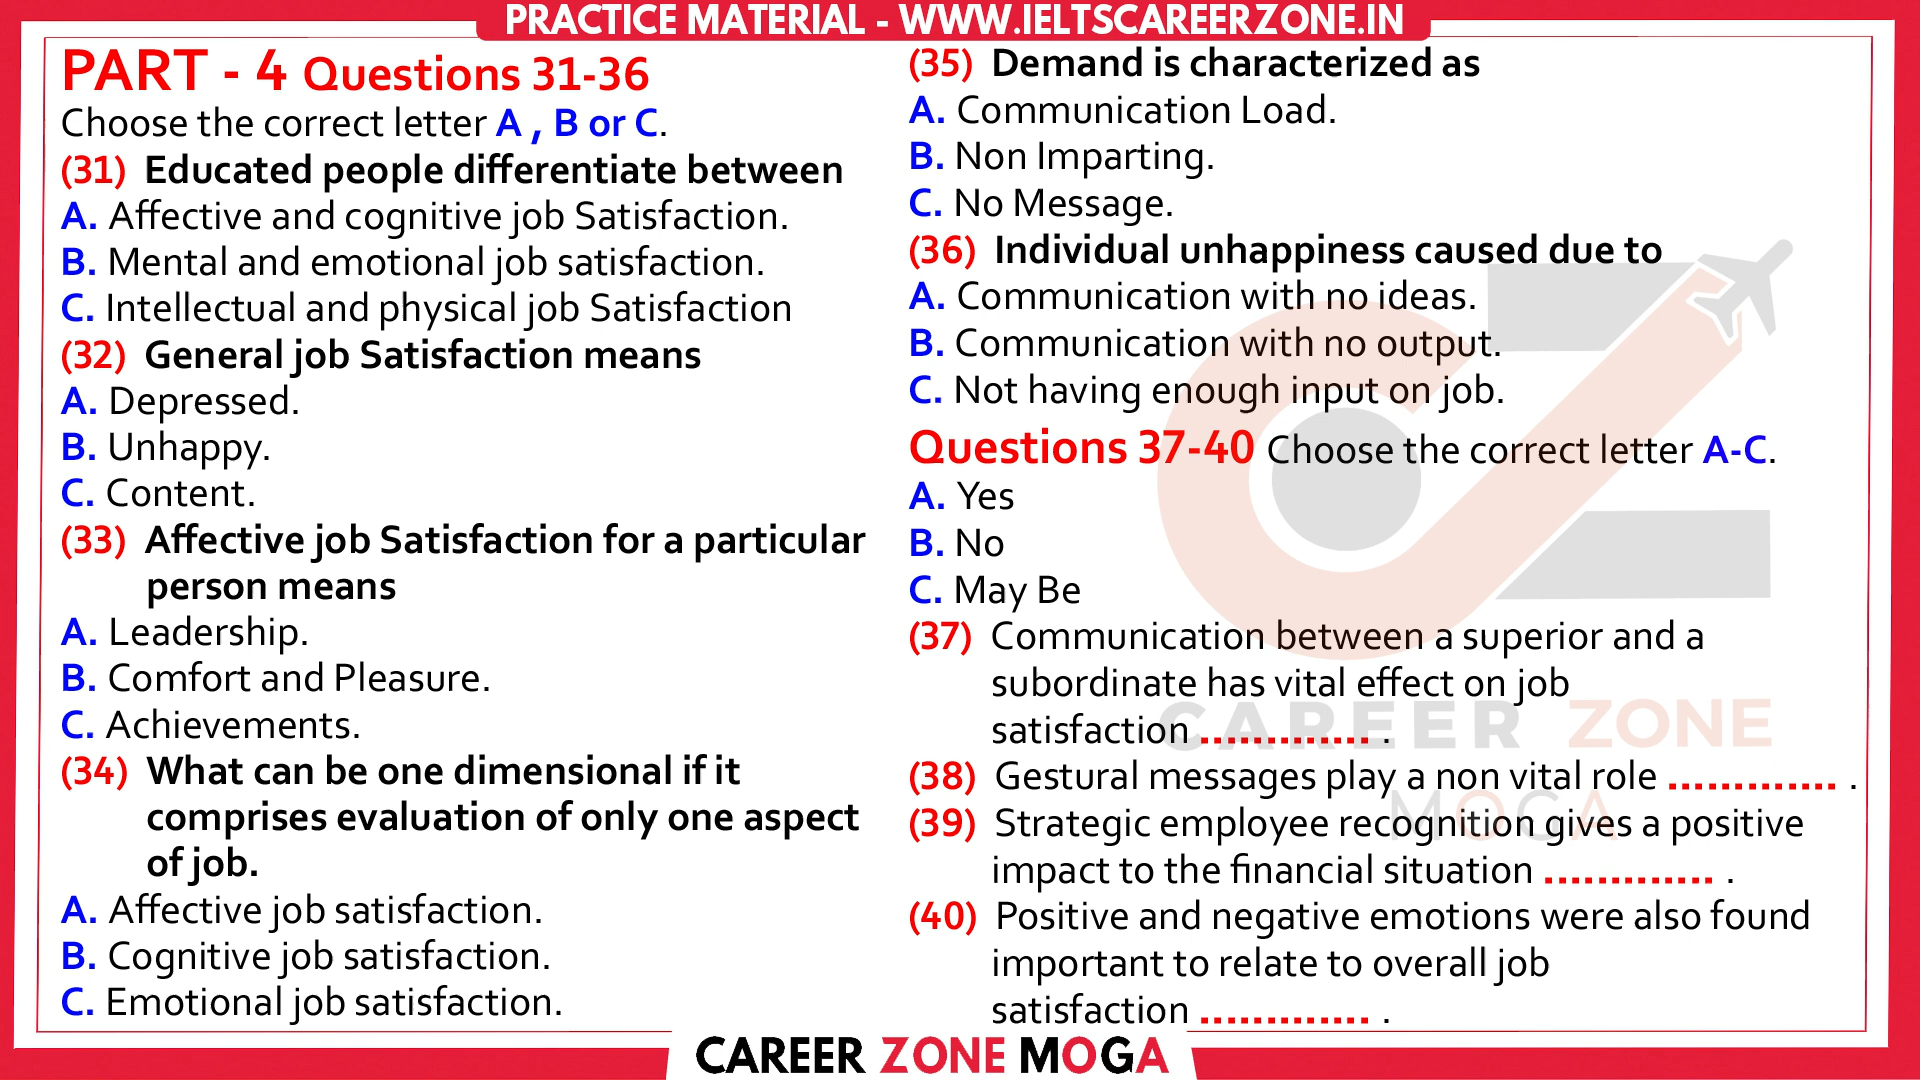 PRACTICE MATERIAL - WWW.IELTSCAREERZONE.IN
PART - 4 Questions 31-36
Choose the correct letter A , B or C.
(31) Educated people differentiate between
A. Affective and cognitive job Satisfaction.
B. Mental and emotional job satisfaction.
C. Intellectual and physical job Satisfaction
(32) General job Satisfaction means
A. Depressed.
B. Unhappy.
C. Content.
(33) Affective job Satisfaction for a particular
person means
A. Leadership.
B. Comfort and Pleasure.
C. Achievements.
(34) What can be one dimensional if it
comprises evaluation of only one aspect
of job.
A. Affective job satisfaction.
B. Cognitive job satisfaction.
C. Emotional job satisfaction.
(35) Demand is characterized as
A. Communication Load.
B. Non Imparting.
C. No Message.
(36) Individual unhappiness caused due to
A. Communication with no ideas.
B. Communication with no output.
C. Not having enough input on job.
Questions 37-40 Choose the correct letter A-C.
A. Yes
B. No
C. May Be
(37) Communication between a superior and a
subordinate has vital effect on job
satisfaction ............. .
(38) Gestural messages play a non vital role ............. .
(39) Strategic employee recognition gives a positive
impact to the financial situation ............. .
(40) Positive and negative emotions were also found
important to relate to overall job
satisfaction ............. .
CAREER ZONE
MOGA
CAREER ZONE MOGA